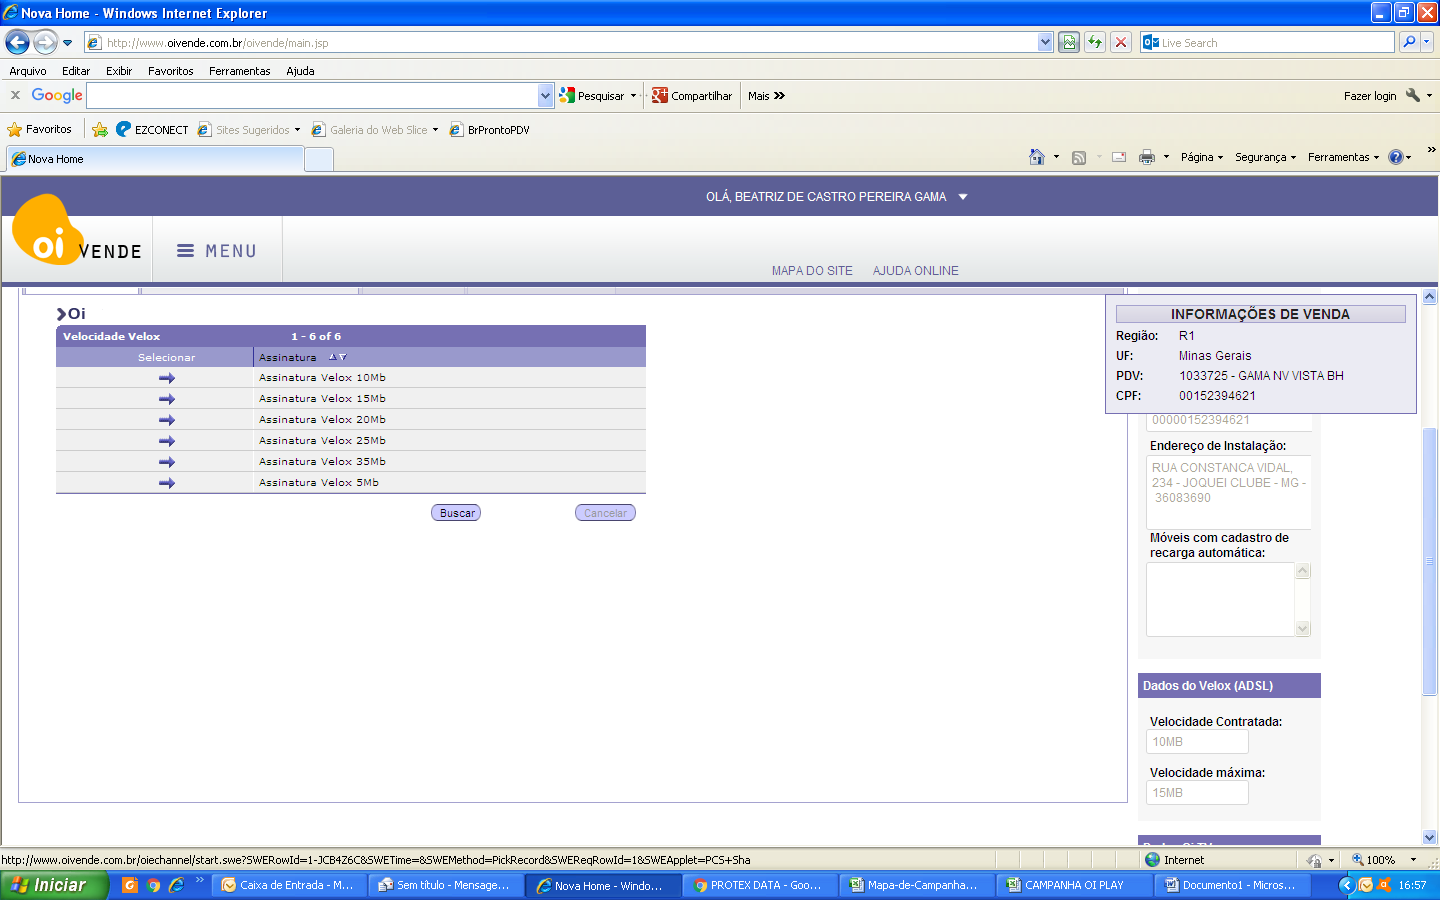 Nova Home - Windows Internet Explorer
http://www.oivende.com.br/oivende/main.jsp
Live Search
Arquivo Editar Exibir Favoritos Ferramentas Ajuda
x Google Pesquisar Compartilhar Mais >> Fazer login
Favoritos EZCONECT Sites Sugeridos Galeria do Web Slice BrProntoPDV
Nova Home Página Segurança Ferramentas
OLÁ, BEATRIZ DE CASTRO PEREIRA GAMA
oi VENDE MENU
MAPA DO SITE AJUDA ONLINE
Oi
Velocidade Velox 1 - 6 of 6
Selecionar Assinatura
Assinatura Velox 10Mb
Assinatura Velox 15Mb
Assinatura Velox 20Mb
Assinatura Velox 25Mb
Assinatura Velox 35Mb
Assinatura Velox 5Mb
Buscar Cancelar
INFORMAÇÕES DE VENDA
Região: R1
UF: Minas Gerais
PDV: 1033725 - GAMA NV VISTA BH
CPF: 00152394621
00000152394621
Endereço de Instalação:
RUA CONSTANCA VIDAL,
234 - JOQUEI CLUBE - MG -
36083690
Móveis com cadastro de
recarga automática:
Dados do Velox (ADSL)
Velocidade Contratada:
10MB
Velocidade máxima:
15MB
http://www.oivende.com.br/oiechannel/start.swe?SWERowId=1-JCB4Z6C&SWETime=&SWEMethod=PickRecord&SWEReqRowId=1&SWEApplet=PCS+Sha
Internet 100%
Iniciar Caixa de Entrada - M... Sem título - Mensage... Nova Home - Windo... PROTEX DATA - Goo... Mapa-de-Campanha... CAMPANHA OI PLAY Documento1 - Micros... 16:57